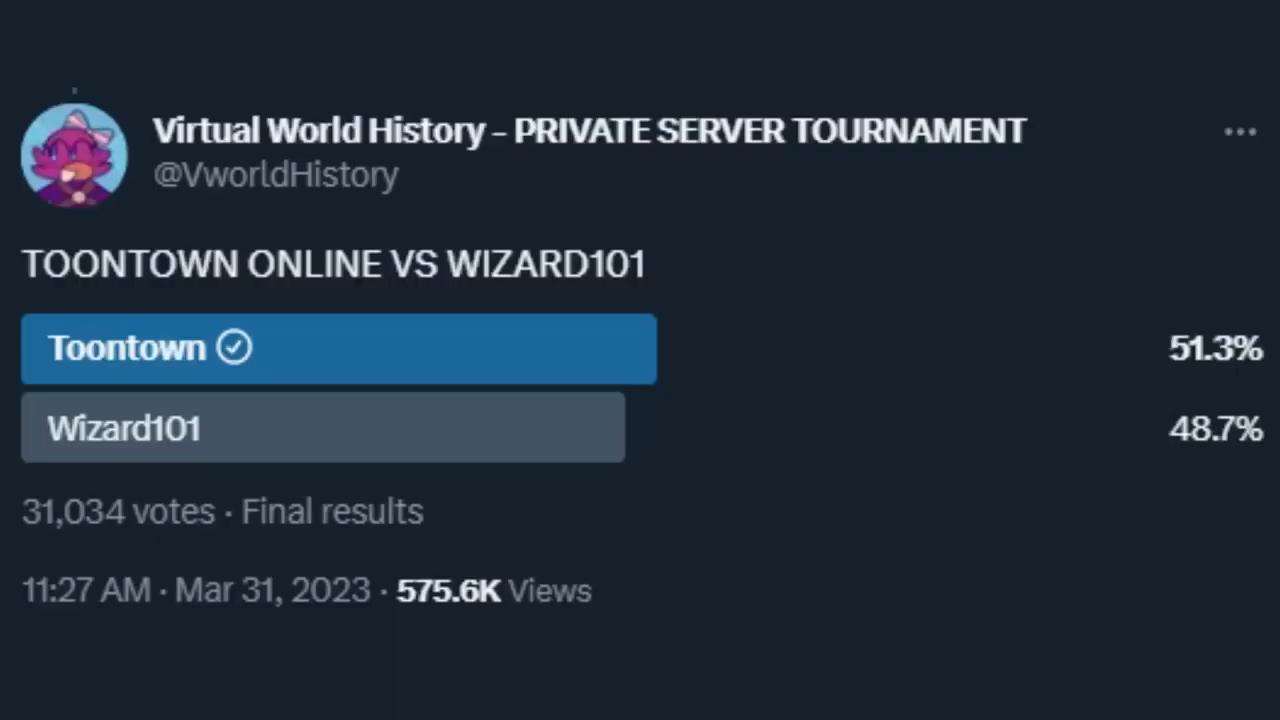 Virtual World History - PRIVATE SERVER TOURNAMENT
@VworldHistory
TOONTOWN ONLINE VS WIZARD101
Toontown 51.3%
Wizard101 48.7%
31,034 votes · Final results
11:27 AM · Mar 31, 2023 · 575.6K Views